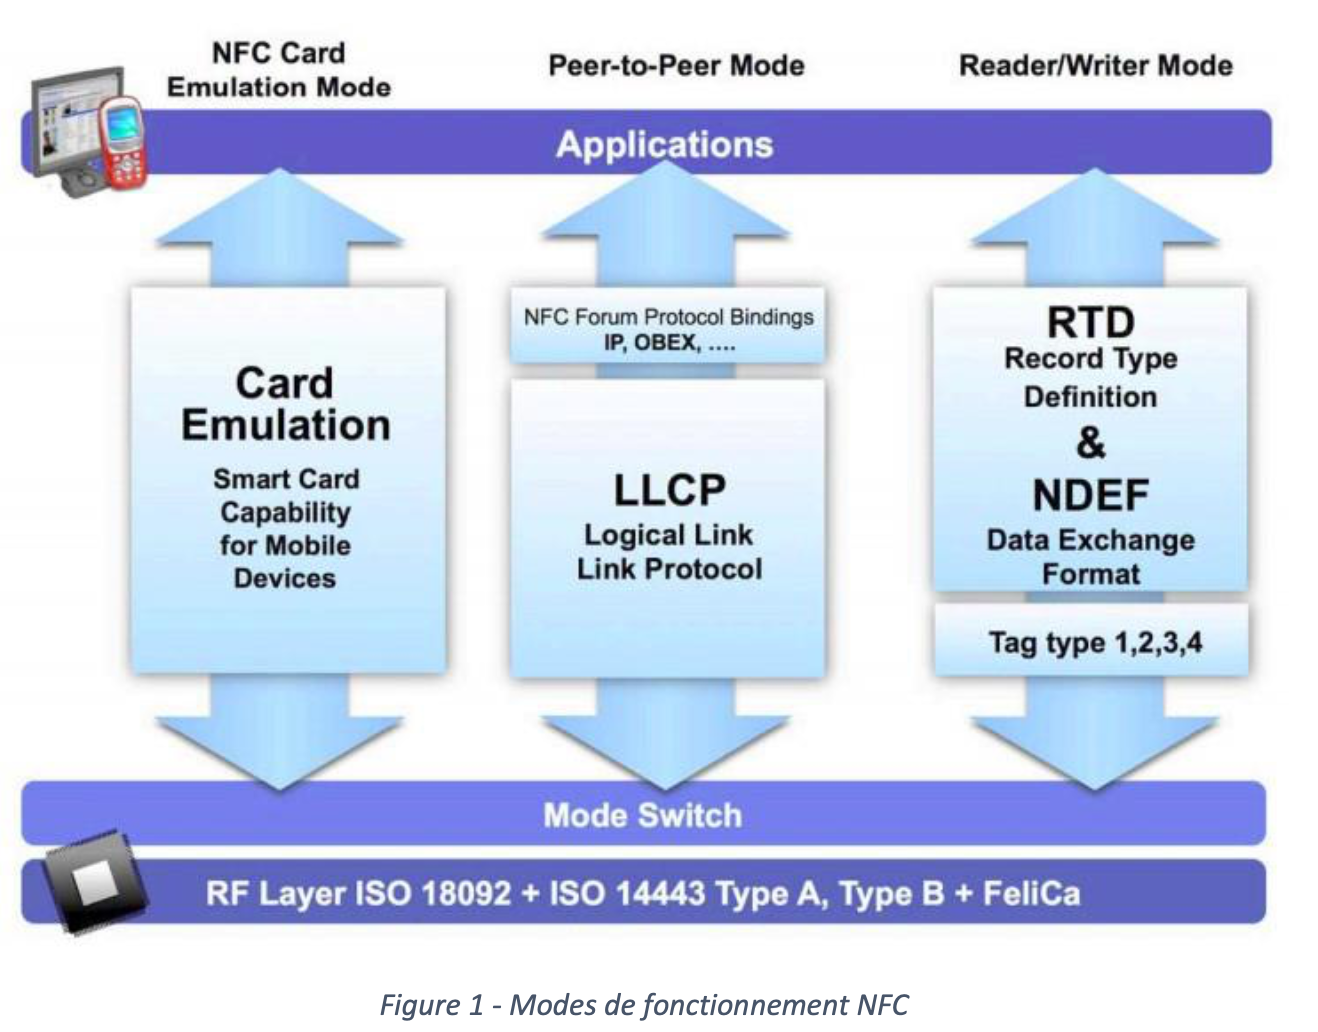 NFC Card
Emulation Mode
Peer-to-Peer Mode
Reader/Writer Mode
Applications
Card
Emulation
Smart Card
Capability
for Mobile
Devices
NFC Forum Protocol Bindings
IP, OBEX, ....
LLCP
Logical Link
Link Protocol
RTD
Record Type
Definition
&
NDEF
Data Exchange
Format
Tag type 1,2,3,4
Mode Switch
RF Layer ISO 18092 + ISO 14443 Type A, Type B + FeliCa
Figure 1 - Modes de fonctionnement NFC